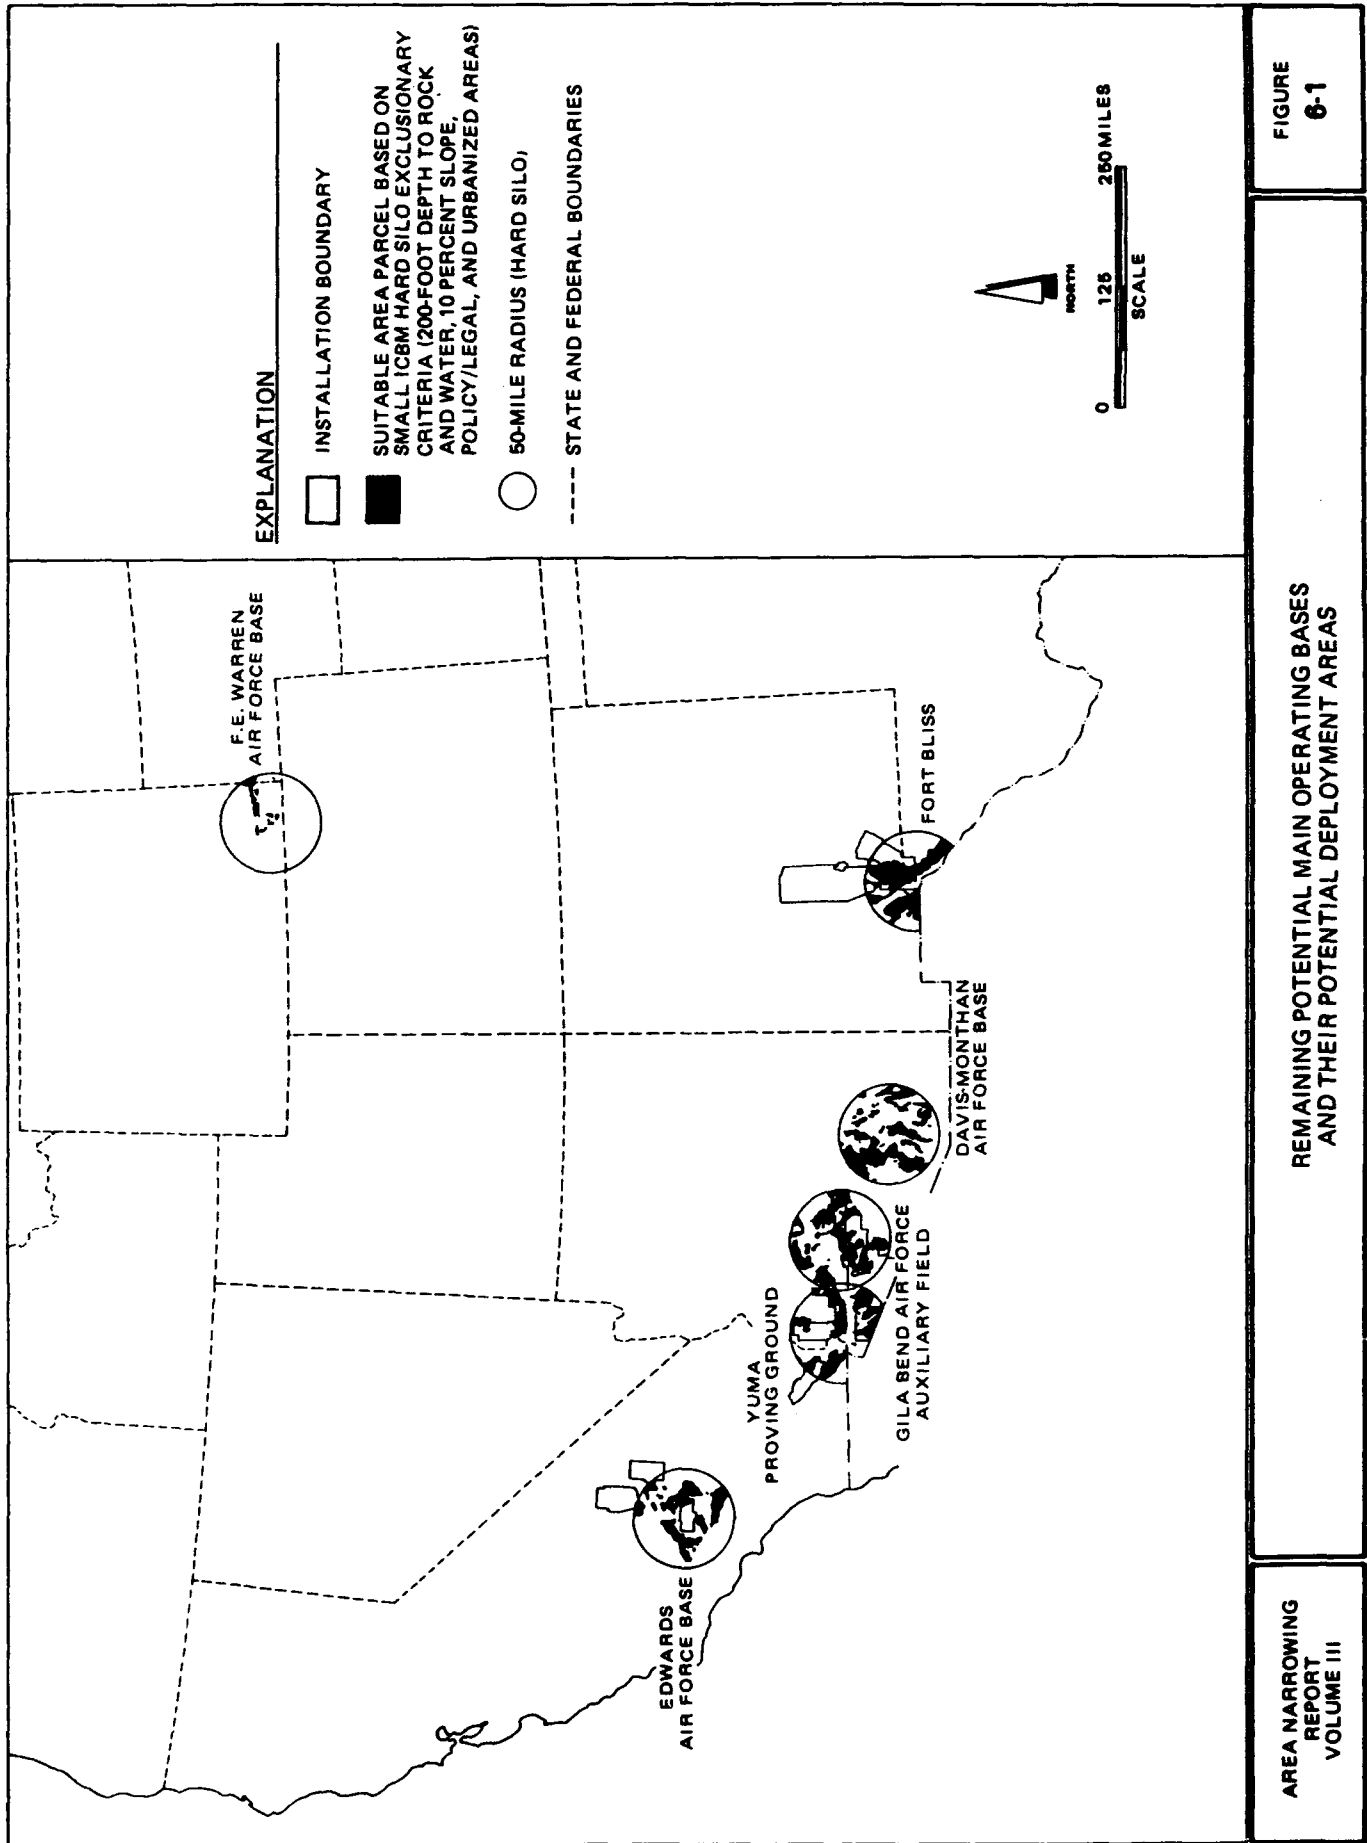 F.E. WARREN
AIR FORCE BASE
EDWARDS
AIR FORCE BASE
YUMA
PROVING GROUND
GILA BEND AIR FORCE
AUXILIARY FIELD
DAVIS-MONTHAN
AIR FORCE BASE
FORT BLISS
EXPLANATION
INSTALLATION BOUNDARY
SUITABLE AREA PARCEL BASED ON
SMALL ICBM HARD SILO EXCLUSIONARY
CRITERIA (200-FOOT DEPTH TO ROCK
AND WATER, 10 PERCENT SLOPE,
POLICY/LEGAL, AND URBANIZED AREAS)
50-MILE RADIUS (HARD SILO)
STATE AND FEDERAL BOUNDARIES
NORTH
0 125 250 MILES
SCALE
AREA NARROWING
REPORT
VOLUME III
REMAINING POTENTIAL MAIN OPERATING BASES
AND THEIR POTENTIAL DEPLOYMENT AREAS
FIGURE
6-1